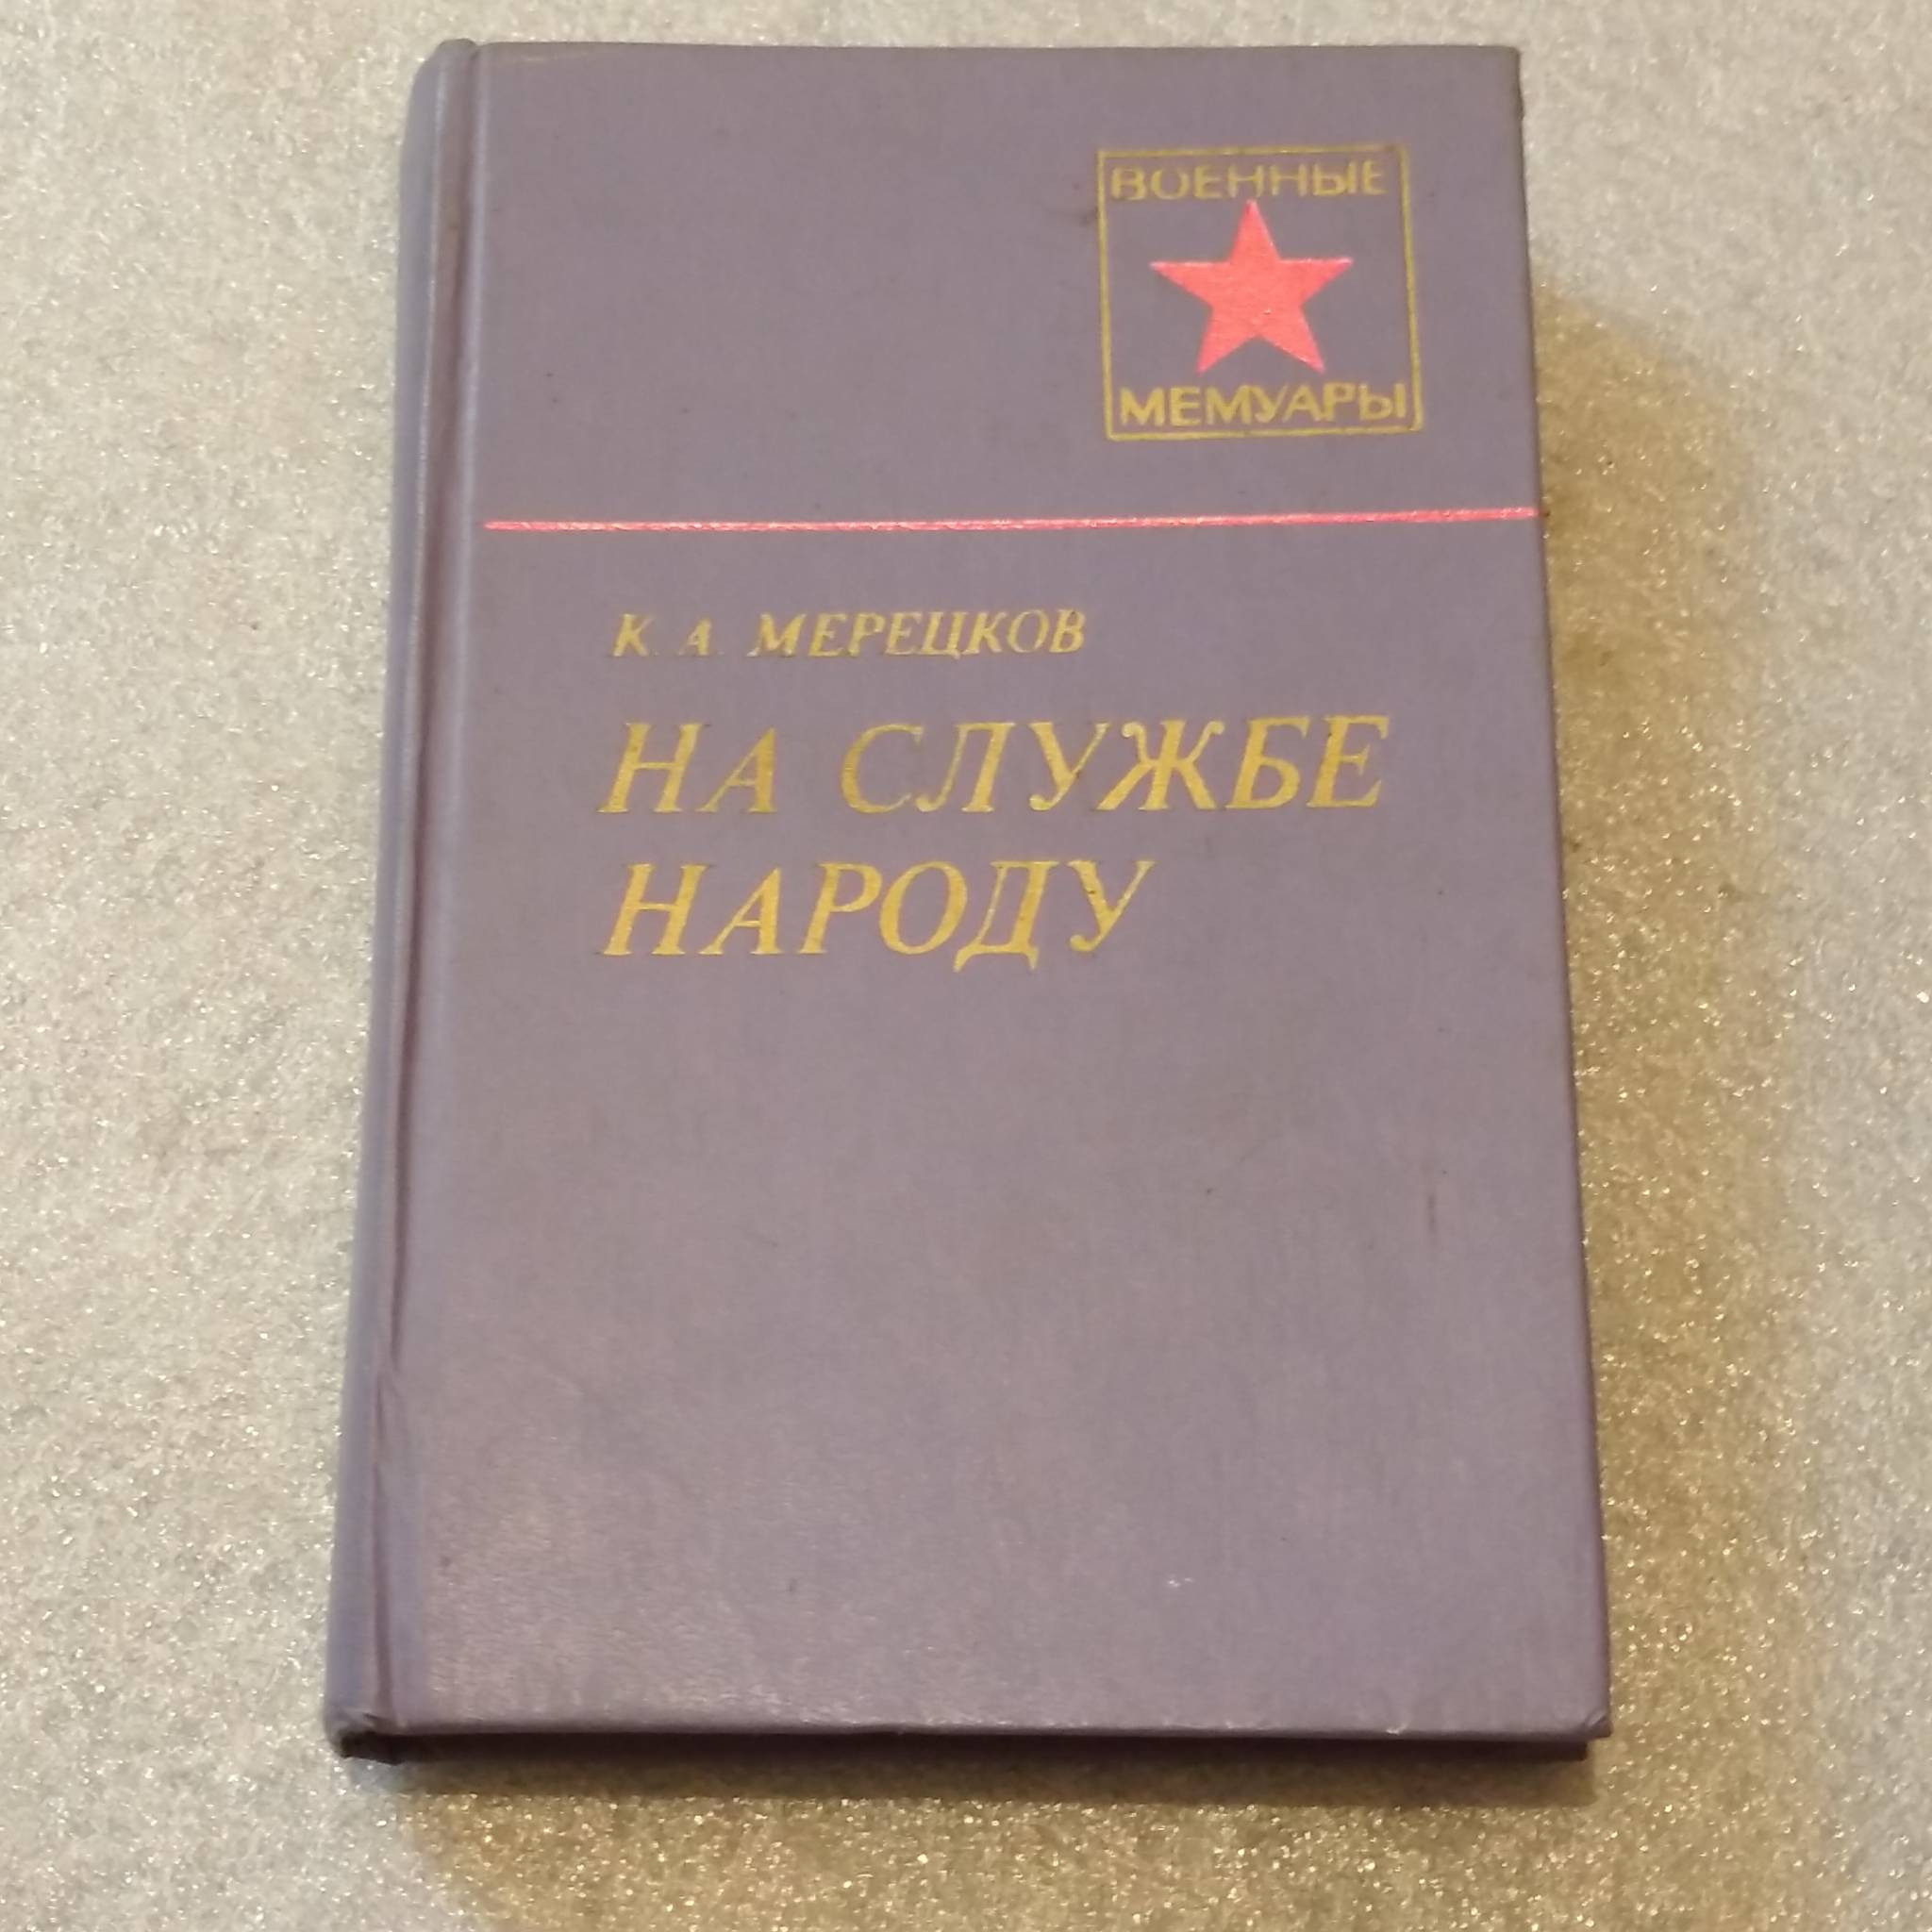 ВОЕННЫЕ
МЕМУАРЫ
К. А. МЕРЕЦКОВ
НА СЛУЖБЕ
НАРОДУ